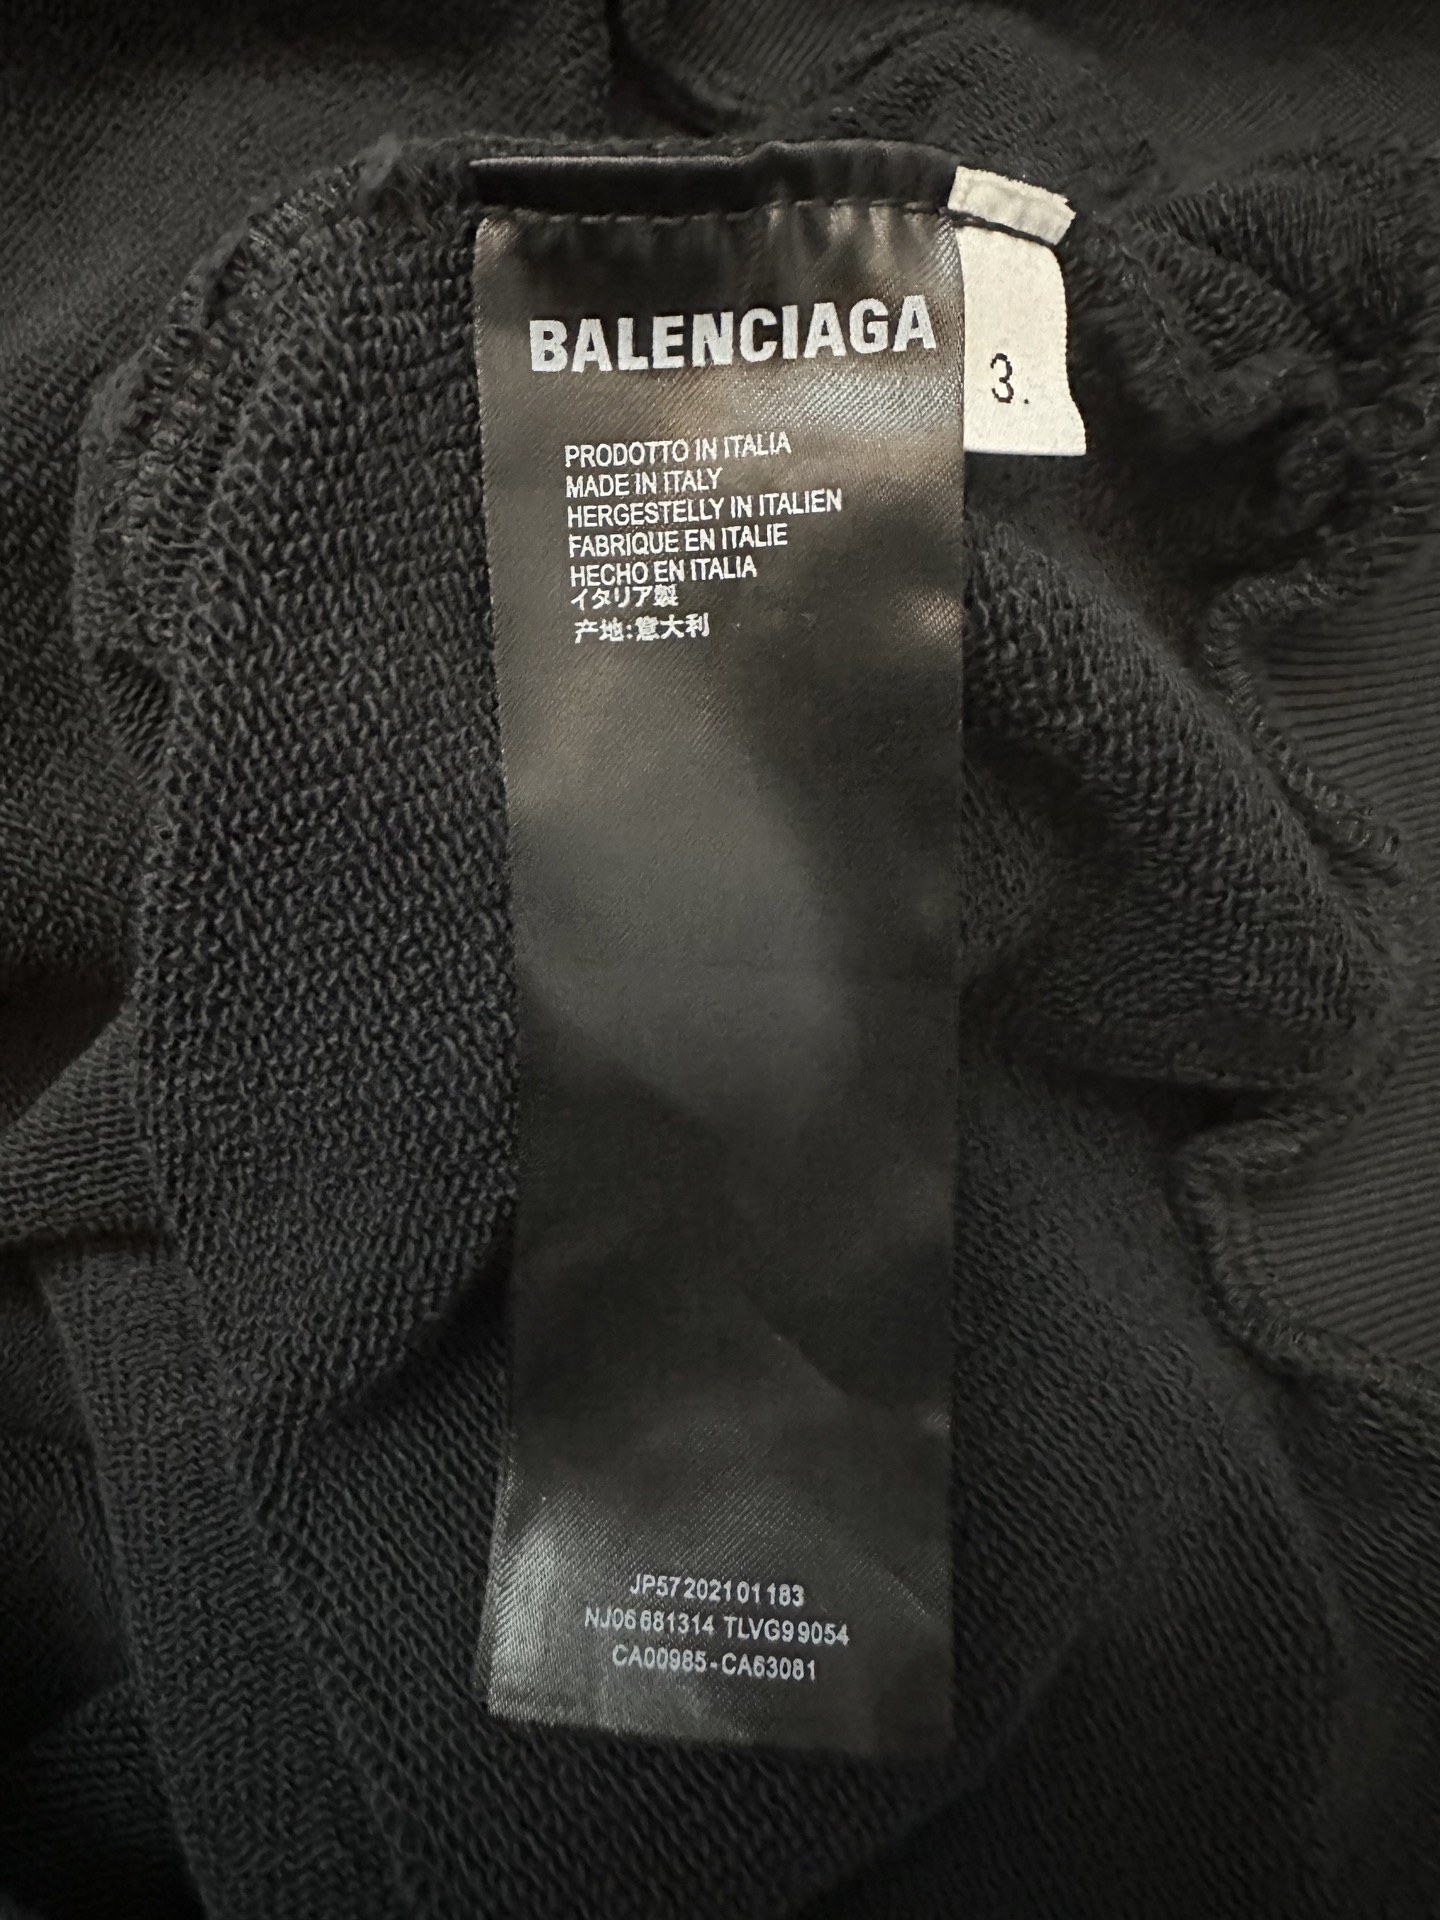 BALENCIAGA
3.
PRODOTTO IN ITALIA
MADE IN ITALY
HERGESTELLY IN ITALIEN
FABRIQUE EN ITALIE
HECHO EN ITALIA
イタリア製
产地:意大利
JP57202101183
NJ06681314 TLVG99054
CA00985-CA63081